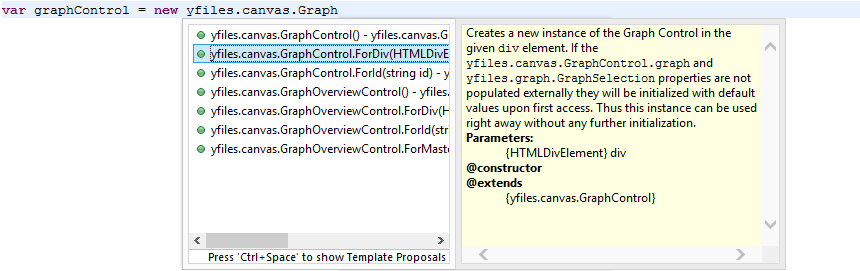 var graphControl = new yfiles.canvas.Graph
yfiles.canvas.GraphControl() - yfiles.canvas.G
yfiles.canvas.GraphControl.ForDiv(HTMLDivE
yfiles.canvas.GraphControl.ForId(string id) - y
yfiles.canvas.GraphOverviewControl() - yfiles.
yfiles.canvas.GraphOverviewControl.ForDiv(H
yfiles.canvas.GraphOverviewControl.ForId(str
yfiles.canvas.GraphOverviewControl.ForMast
Press 'Ctrl+Space' to show Template Proposals
Creates a new instance of the Graph Control in the
given div element. If the
yfiles.canvas.GraphControl.graph and
yfiles.graph.GraphSelection properties are not
populated externally they will be initialized with default
values upon first access. Thus this instance can be used
right away without any further initialization.
Parameters:
{HTMLDivElement} div
@constructor
@extends
{yfiles.canvas.GraphControl}